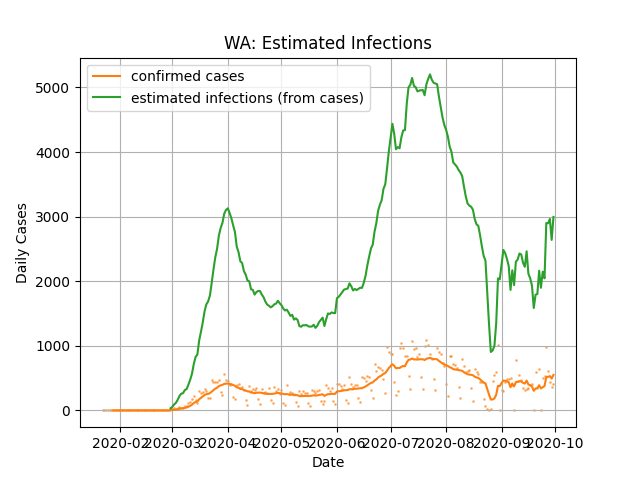 WA: Estimated Infections
confirmed cases
estimated infections (from cases)
Daily Cases
5000
4000
3000
2000
1000
0
2020-02 2020-03 2020-04 2020-05 2020-06 2020-07 2020-08 2020-09 2020-10
Date